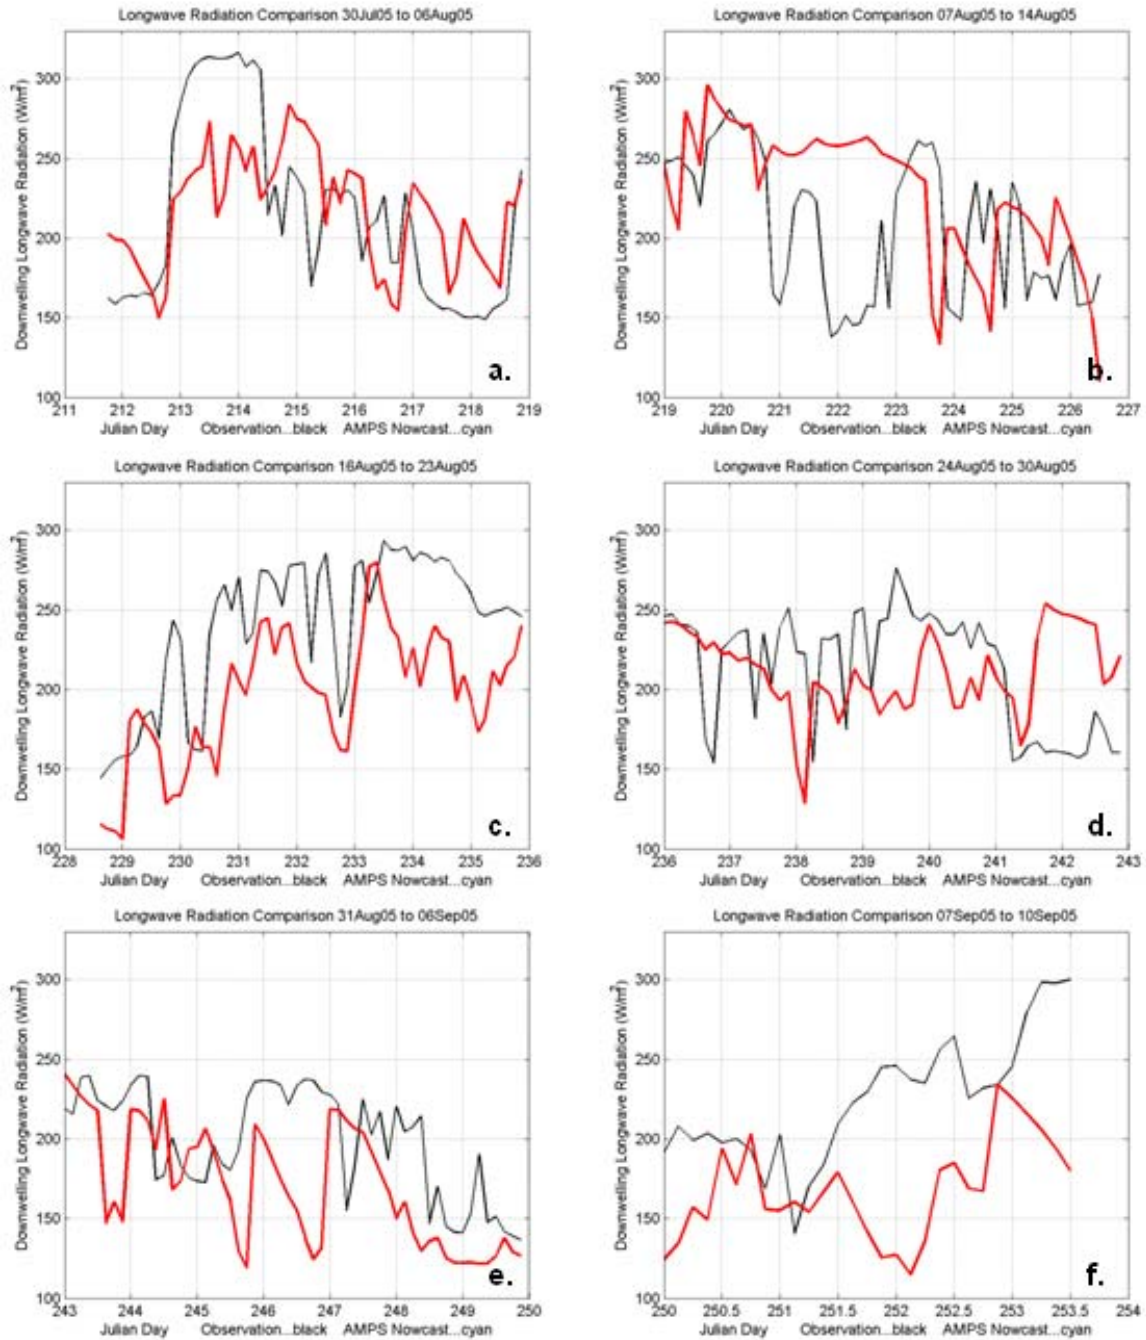 Longwave Radiation Comparison 30Jul05 to 06Aug05
Downwelling Longwave Radiation (W/m²)
300
250
200
150
100
a.
211 212 213 214 215 216 217 218 219
Julian Day Observation...black AMPS Nowcast...cyan
Longwave Radiation Comparison 07Aug05 to 14Aug05
Downwelling Longwave Radiation (W/m²)
300
250
200
150
100
b.
219 220 221 222 223 224 225 226 227
Julian Day Observation...black AMPS Nowcast...cyan
Longwave Radiation Comparison 16Aug05 to 23Aug05
Downwelling Longwave Radiation (W/m²)
300
250
200
150
100
c.
228 229 230 231 232 233 234 235 236
Julian Day Observation...black AMPS Nowcast...cyan
Longwave Radiation Comparison 24Aug05 to 30Aug05
Downwelling Longwave Radiation (W/m²)
300
250
200
150
100
d.
236 237 238 239 240 241 242 243
Julian Day Observation...black AMPS Nowcast...cyan
Longwave Radiation Comparison 31Aug05 to 06Sep05
Downwelling Longwave Radiation (W/m²)
300
250
200
150
100
e.
243 244 245 246 247 248 249 250
Julian Day Observation...black AMPS Nowcast...cyan
Longwave Radiation Comparison 07Sep05 to 10Sep05
Downwelling Longwave Radiation (W/m²)
300
250
200
150
100
f.
250 250.5 251 251.5 252 252.5 253 253.5 254
Julian Day Observation...black AMPS Nowcast...cyan